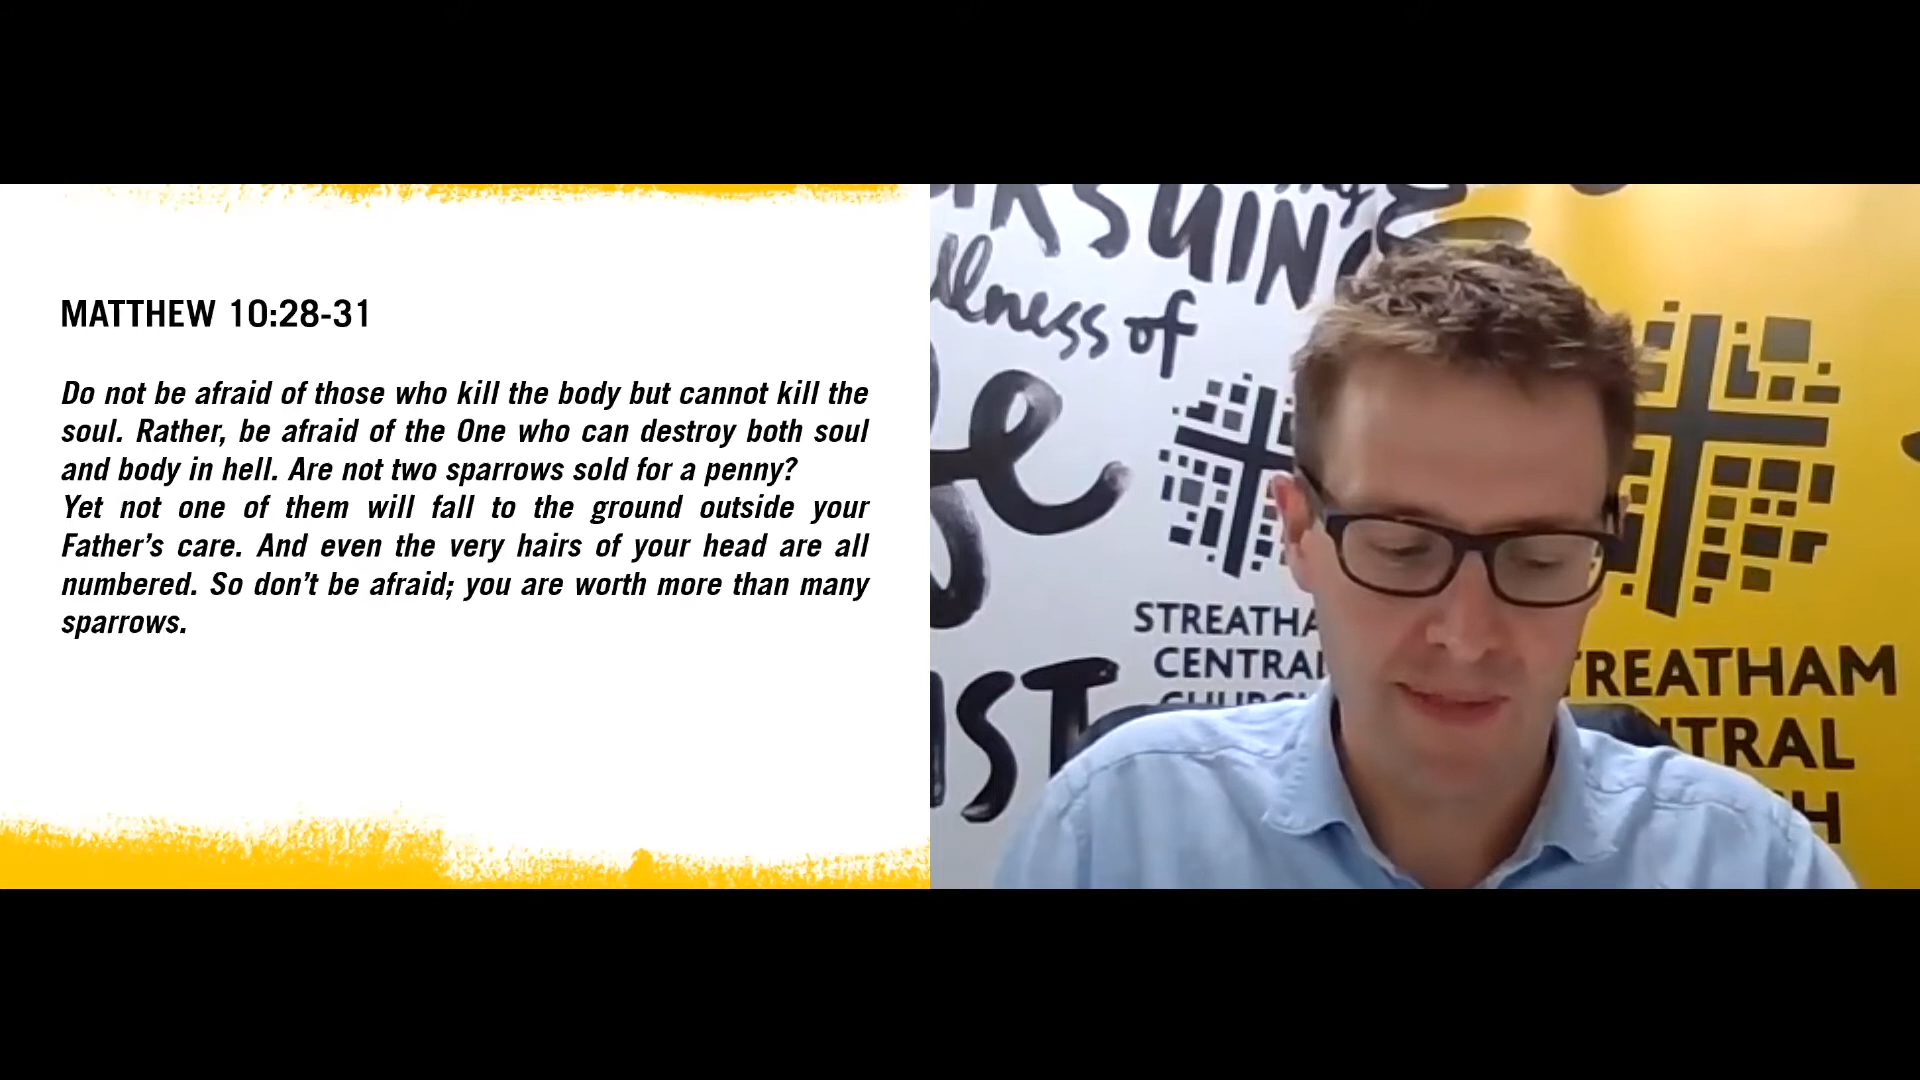 MATTHEW 10:28-31
Do not be afraid of those who kill the body but cannot kill the
soul. Rather, be afraid of the One who can destroy both soul
and body in hell. Are not two sparrows sold for a penny?
Yet not one of them will fall to the ground outside your
Father's care. And even the very hairs of your head are all
numbered. So don't be afraid; you are worth more than many
sparrows.
of
STREATHA
CENTRAL
CHURC
TREATHAM
NTRAL
H